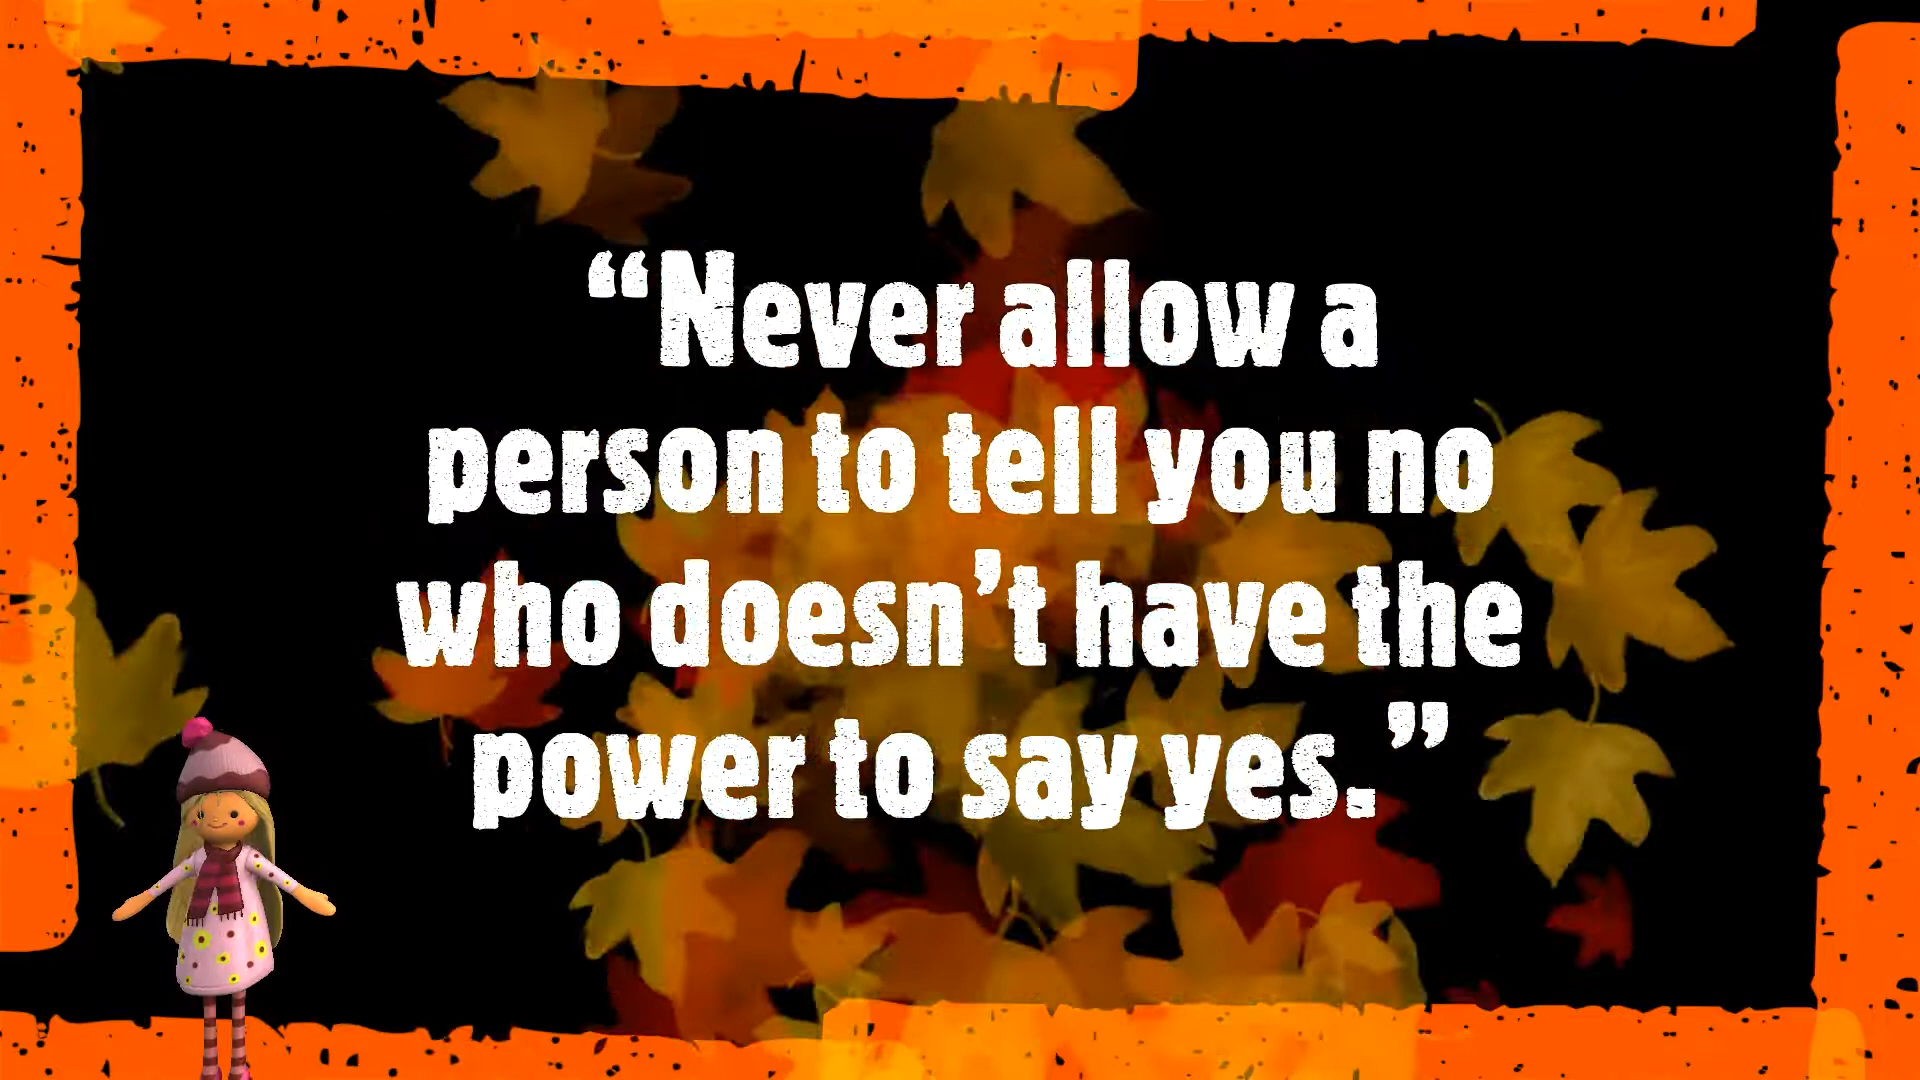 “Never allow a
person to tell you no
who doesn’t have the
power to say yes.”